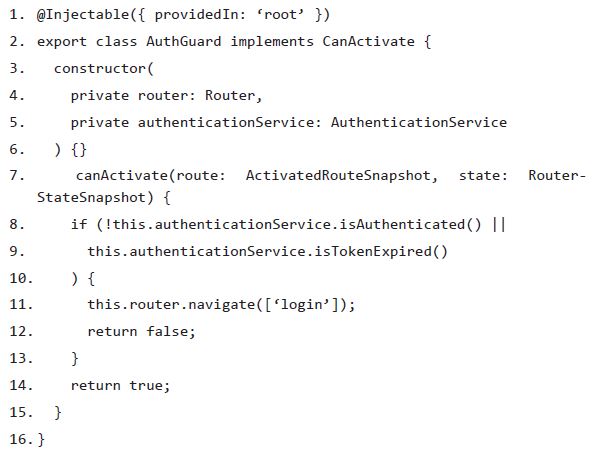 1. @Injectable({ providedIn: ‘root’ })
2. export class AuthGuard implements CanActivate {
3.   constructor(
4.     private router: Router,
5.     private authenticationService: AuthenticationService
6.   ) {}
7.   canActivate(route: ActivatedRouteSnapshot, state: Router-
StateSnapshot) {
8.     if (!this.authenticationService.isAuthenticated() ||
9.       this.authenticationService.isTokenExpired()
10.     ) {
11.       this.router.navigate([‘login’]);
12.       return false;
13.     }
14.     return true;
15.   }
16. }